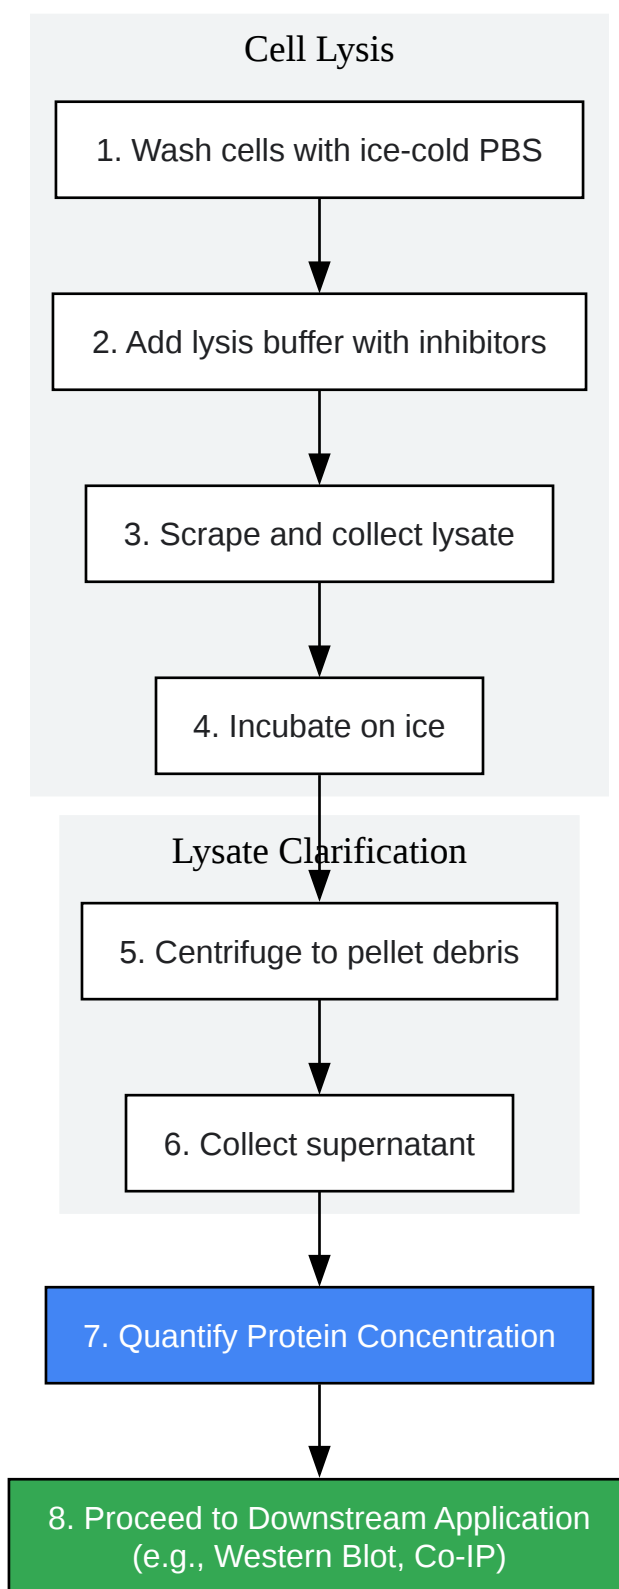 Cell Lysis
1. Wash cells with ice-cold PBS
2. Add lysis buffer with inhibitors
3. Scrape and collect lysate
4. Incubate on ice
Lysate Clarification
5. Centrifuge to pellet debris
6. Collect supernatant
7. Quantify Protein Concentration
8. Proceed to Downstream Application
(e.g., Western Blot, Co-IP)